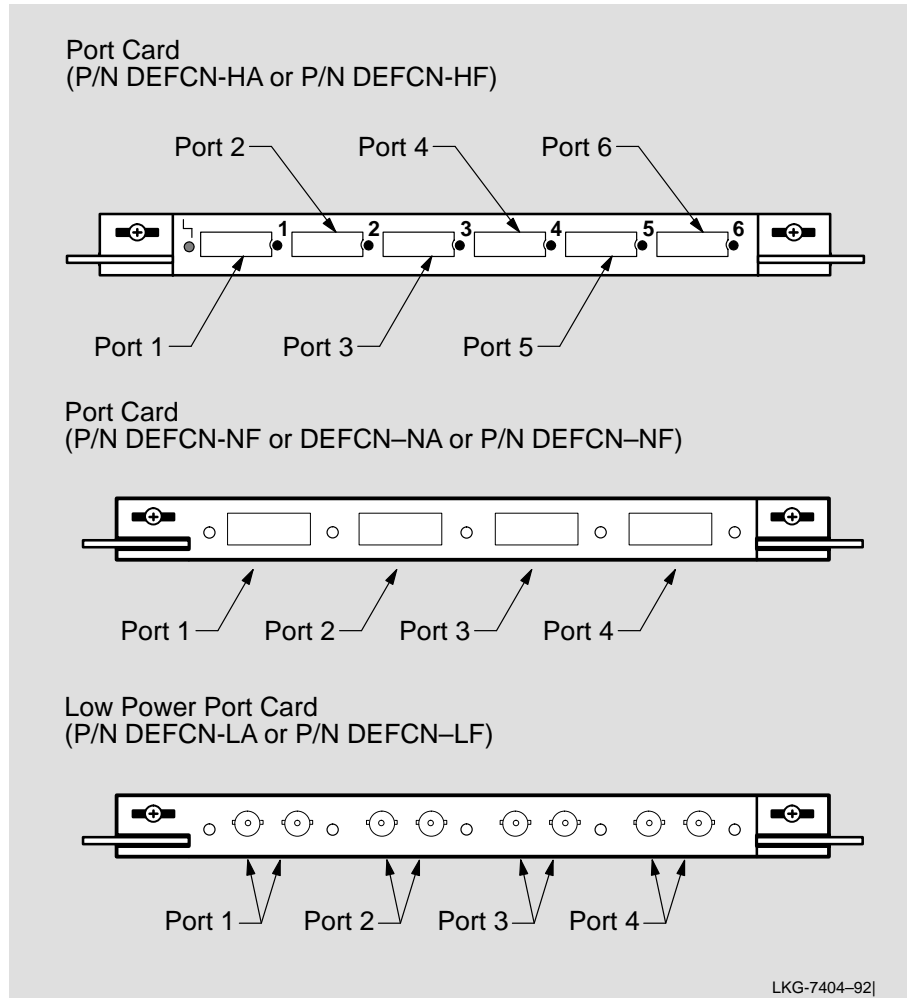 Port Card
(P/N DEFCN-HA or P/N DEFCN-HF)
Port 2
Port 4
Port 6
1
2
3
4
5
6
Port 1
Port 3
Port 5
Port Card
(P/N DEFCN-NF or DEFCN–NA or P/N DEFCN–NF)
Port 1
Port 2
Port 3
Port 4
Low Power Port Card
(P/N DEFCN-LA or P/N DEFCN–LF)
Port 1
Port 2
Port 3
Port 4
LKG-7404–92|